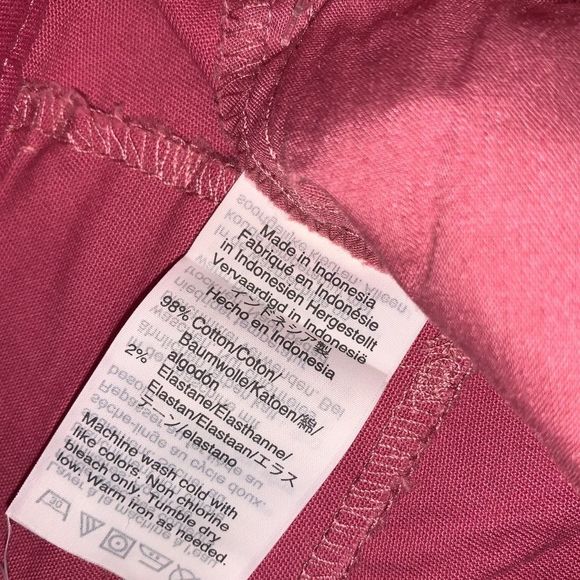 Made in Indonesia
Fabriqué en Indonésie
in Indonesien Hergestellt
Vervaardigd in Indonesië
インドネシア製
Hecho en Indonesia
98% Cotton/Coton/
Baumwolle/Katoen/綿/
algodón
2% Elastane/Elasthanne/
Elastan/Elastaan/エラス
テーン/elastano
Machine wash cold with
like colors. Non chlorine
bleach only. Tumble dry
low. Warm iron as needed.
30